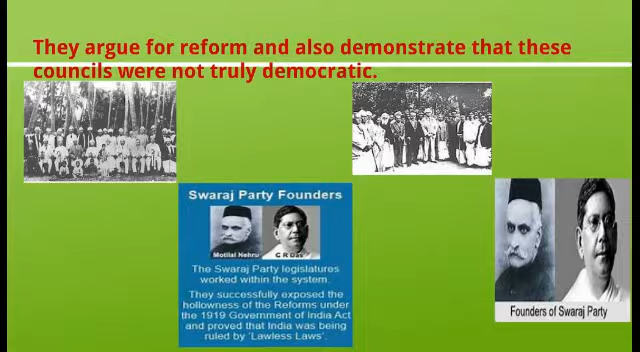 They argue for reform and also demonstrate that these
councils were not truly democratic.
Swaraj Party Founders
Motilal Nehru
C R Das
The Swaraj Party legislatures
worked within the system.
They successfully exposed the
hollowness of the Reforms under
the 1919 Government of India Act
and proved that India was being
ruled by 'Lawless Laws'.
Founders of Swaraj Party